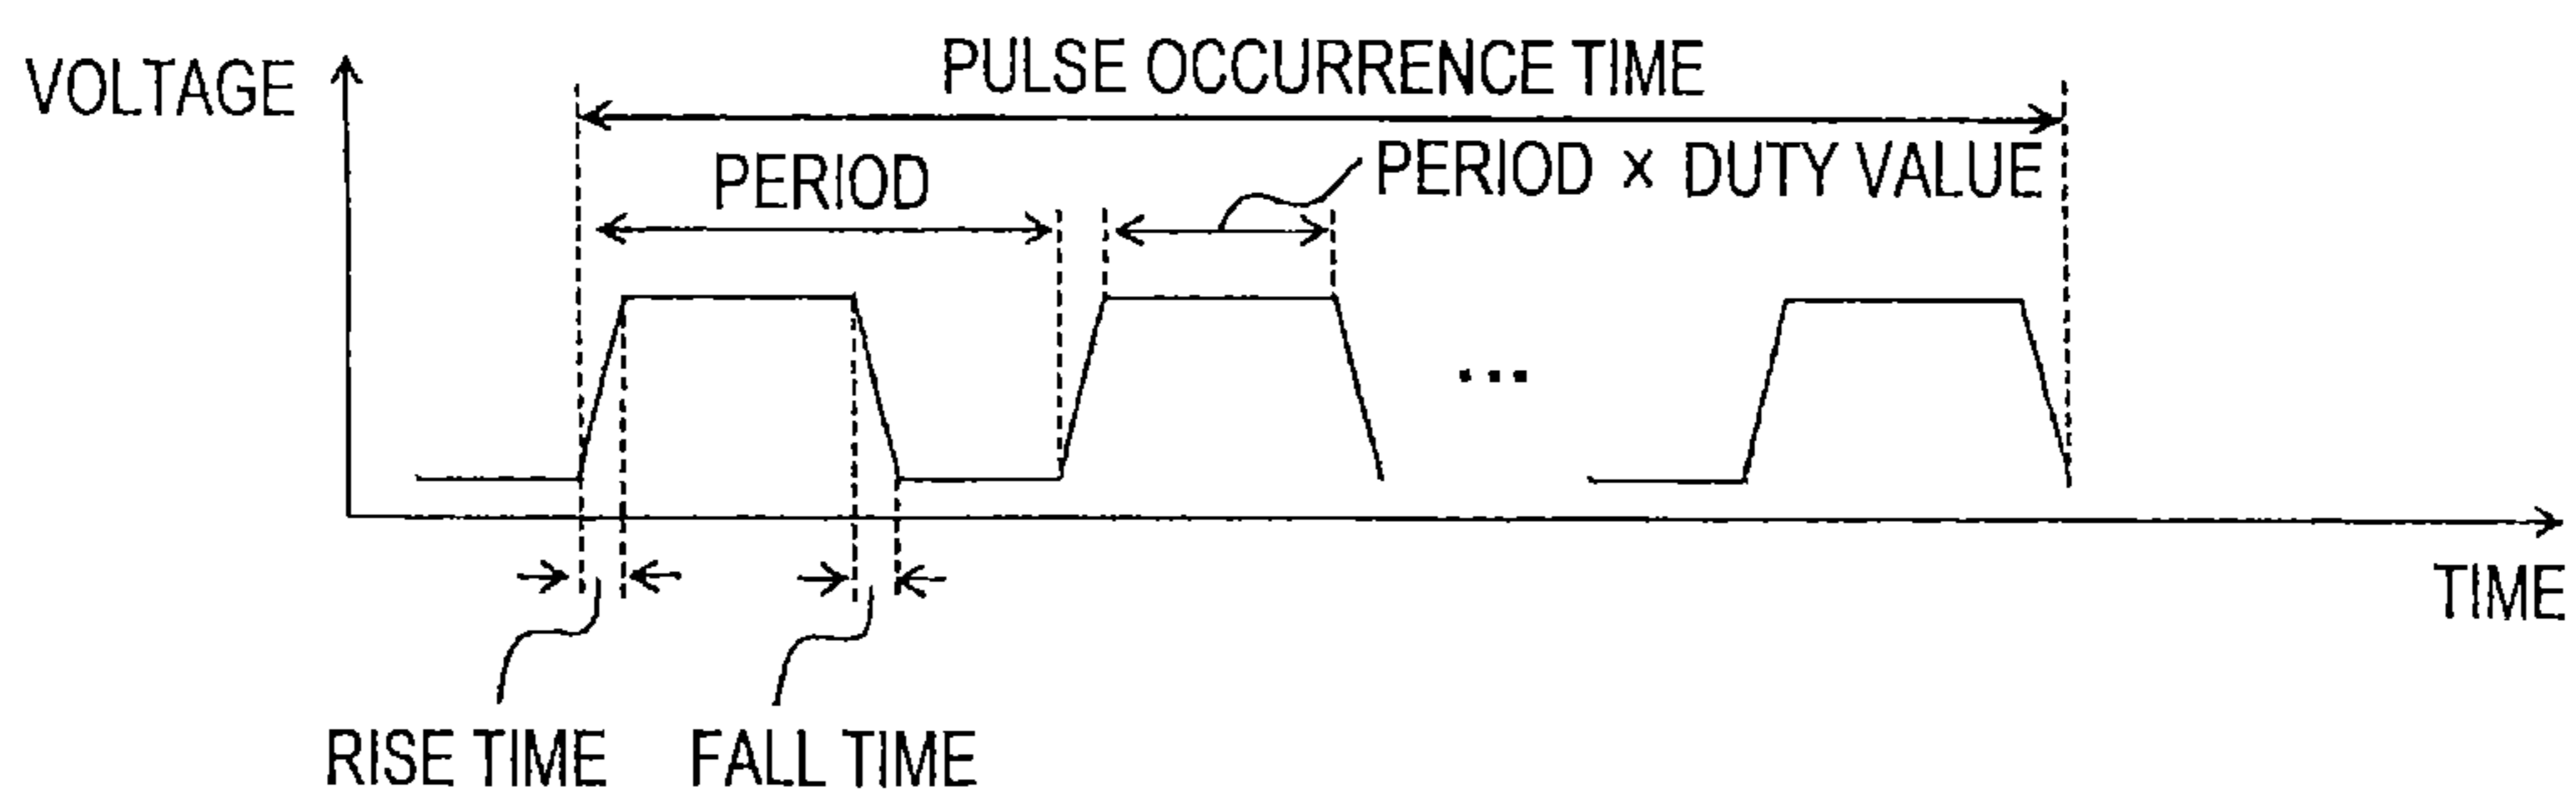 PULSE OCCURRENCE TIME
VOLTAGE
PERIOD × DUTY VALUE
PERIOD
...
TIME
RISE TIME
FALL TIME